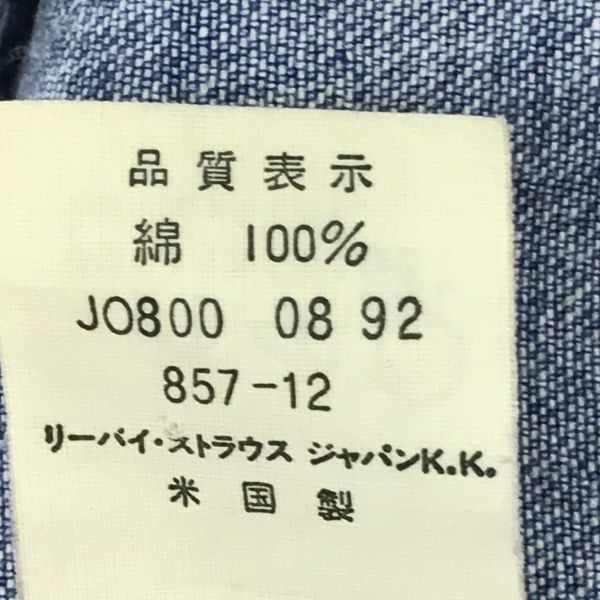 品質表示
綿 100%
JO800 08 92
857-12
リーバイ・ストラウス ジャパンK.K.
米国製